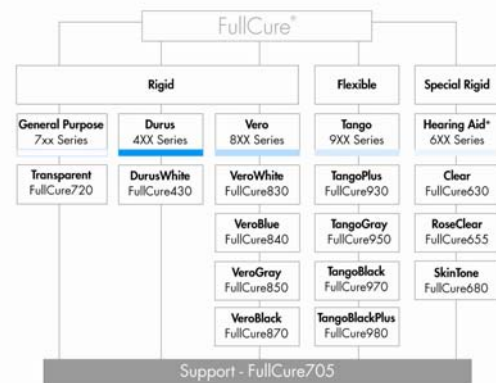 FullCure®
Rigid
Flexible
Special Rigid
General Purpose
7xx Series
Durus
4XX Series
Vero
8XX Series
Tango
9XX Series
Hearing Aid*
6XX Series
Transparent
FullCure720
DurusWhite
FullCure430
VeroWhite
FullCure830
TangoPlus
FullCure930
Clear
FullCure630
VeroBlue
FullCure840
TangoGray
FullCure950
RoseClear
FullCure655
VeroGray
FullCure850
TangoBlack
FullCure970
SkinTone
FullCure680
VeroBlack
FullCure870
TangoBlackPlus
FullCure980
Support - FullCure705